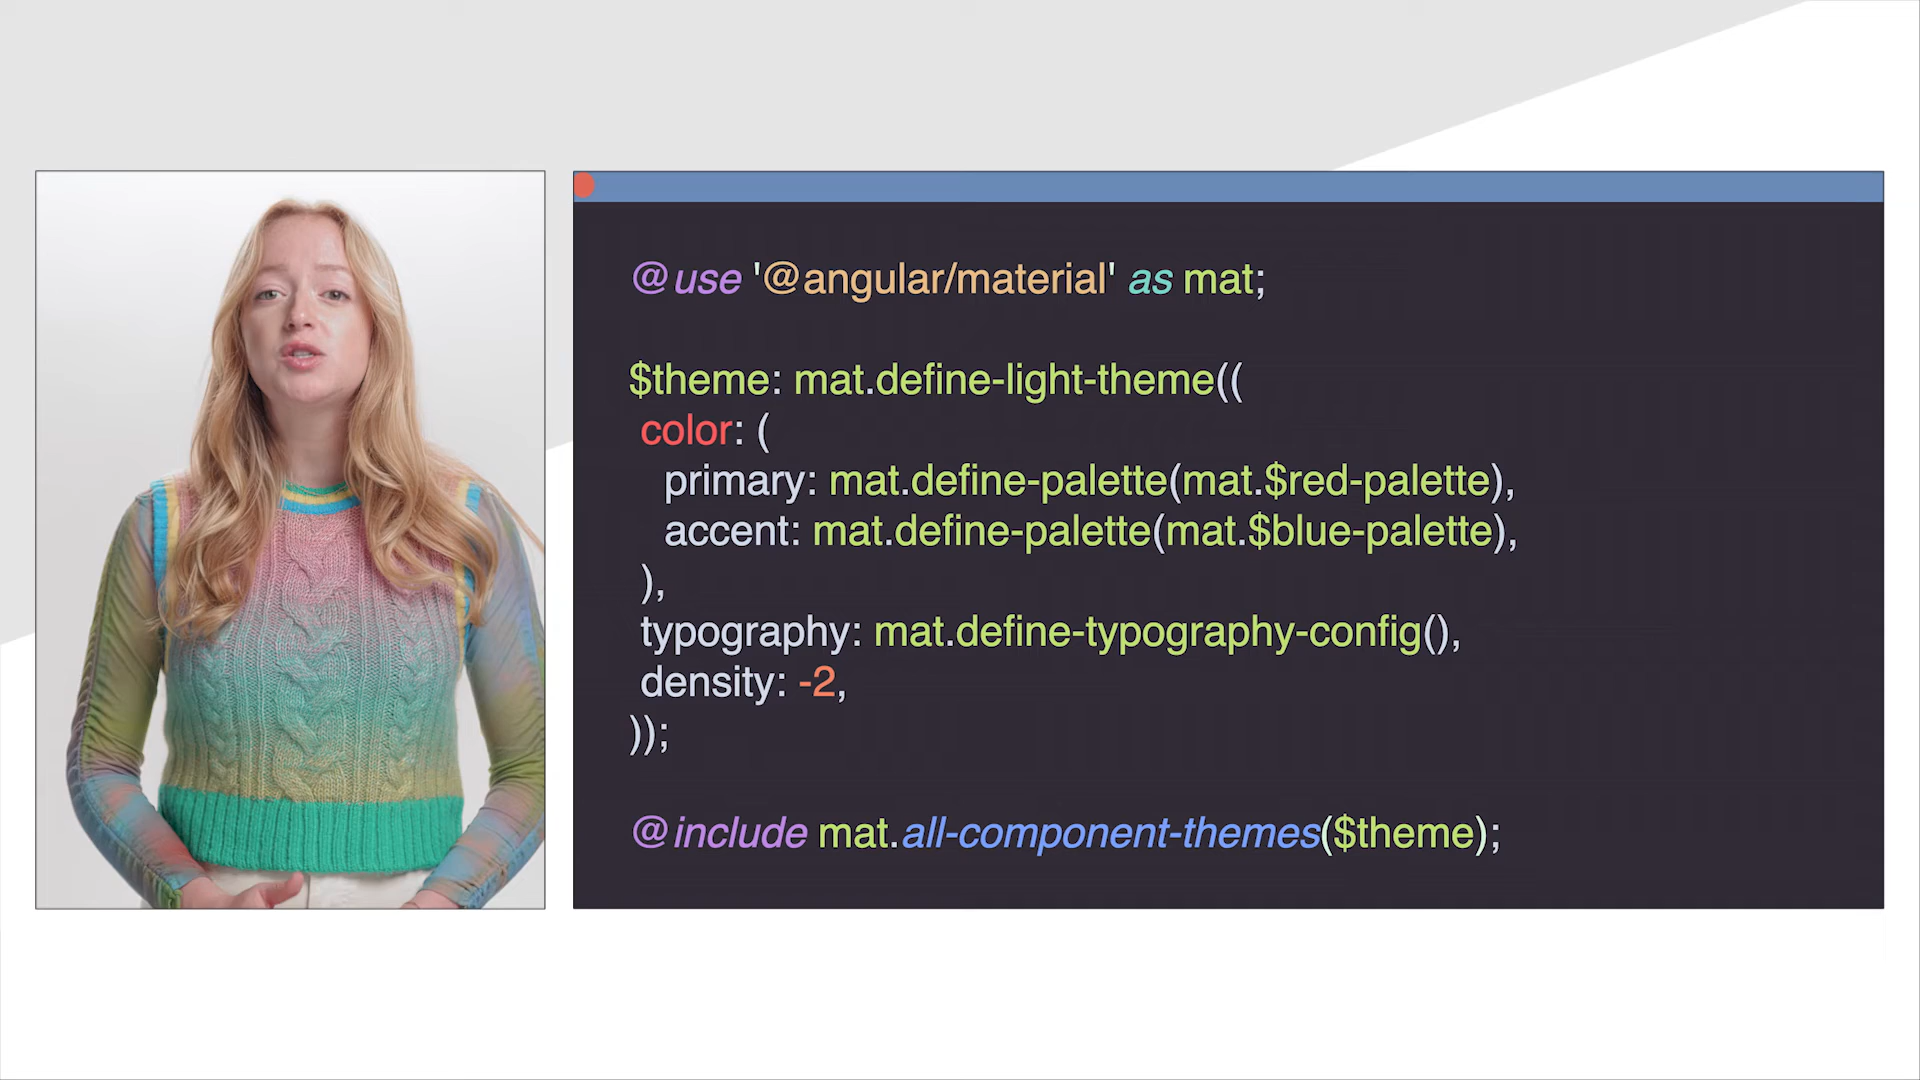 @use '@angular/material' as mat;
$theme: mat.define-light-theme((
color: (
primary: mat.define-palette(mat.$red-palette),
accent: mat.define-palette(mat.$blue-palette),
),
typography: mat.define-typography-config(),
density: -2,
));
@include mat.all-component-themes($theme);